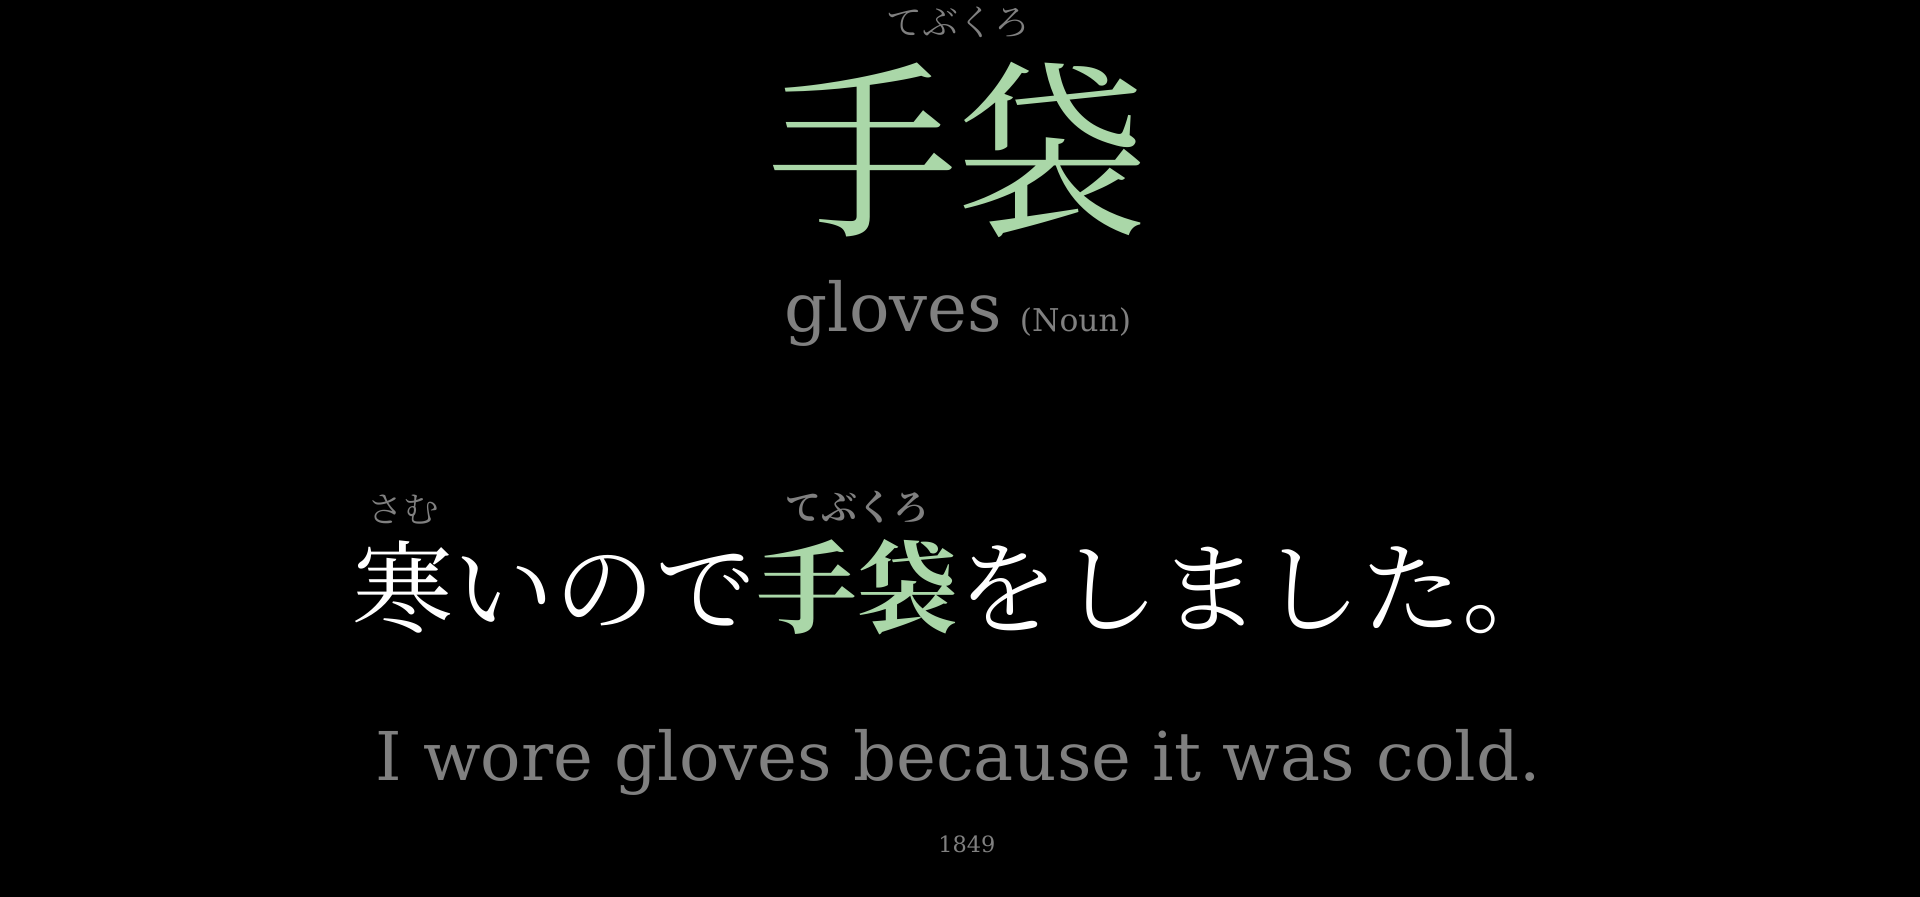 てぶくろ
手袋
gloves (Noun)
さむ てぶくろ
寒いので手袋をしました。
I wore gloves because it was cold.
1849